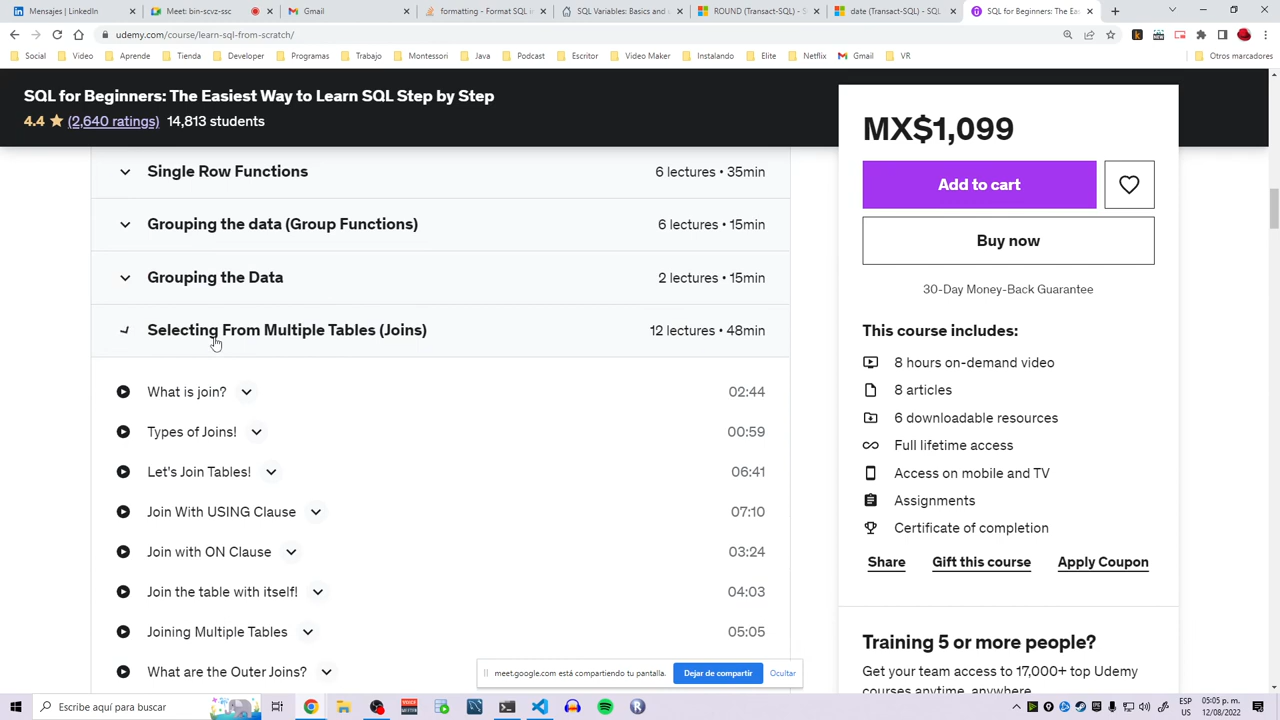 Mensajes | LinkedIn
Meet - bin-cvzv-ssc
Gmail
formatting - Format SQL in
SQL Variables: Basics and
ROUND (Transact-SQL) - S
date (Transact-SQL) - SQL
SQL for Beginners: The Eas
udemy.com/course/learn-sql-from-scratch/
Social
Video
Aprende
Tienda
Developer
Programas
Trabajo
Montessori
Java
Podcast
Escritor
Video Maker
Instalando
Elite
Netflix
Gmail
VR
Otros marcadores
SQL for Beginners: The Easiest Way to Learn SQL Step by Step
4.4 ★ (2,640 ratings) 14,813 students
Single Row Functions
6 lectures • 35min
Grouping the data (Group Functions)
6 lectures • 15min
Grouping the Data
2 lectures • 15min
Selecting From Multiple Tables (Joins)
12 lectures • 48min
What is join?
02:44
Types of Joins!
00:59
Let's Join Tables!
06:41
Join With USING Clause
07:10
Join with ON Clause
03:24
Join the table with itself!
04:03
Joining Multiple Tables
05:05
What are the Outer Joins?
MX$1,099
Add to cart
Buy now
30-Day Money-Back Guarantee
This course includes:
8 hours on-demand video
8 articles
6 downloadable resources
Full lifetime access
Access on mobile and TV
Assignments
Certificate of completion
Share
Gift this course
Apply Coupon
Training 5 or more people?
Get your team access to 17,000+ top Udemy
courses anytime, anywhere.
meet.google.com está compartiendo tu pantalla.
Dejar de compartir
Ocultar
Escribe aquí para buscar
ESP
US
05:05 p. m.
12/08/2022